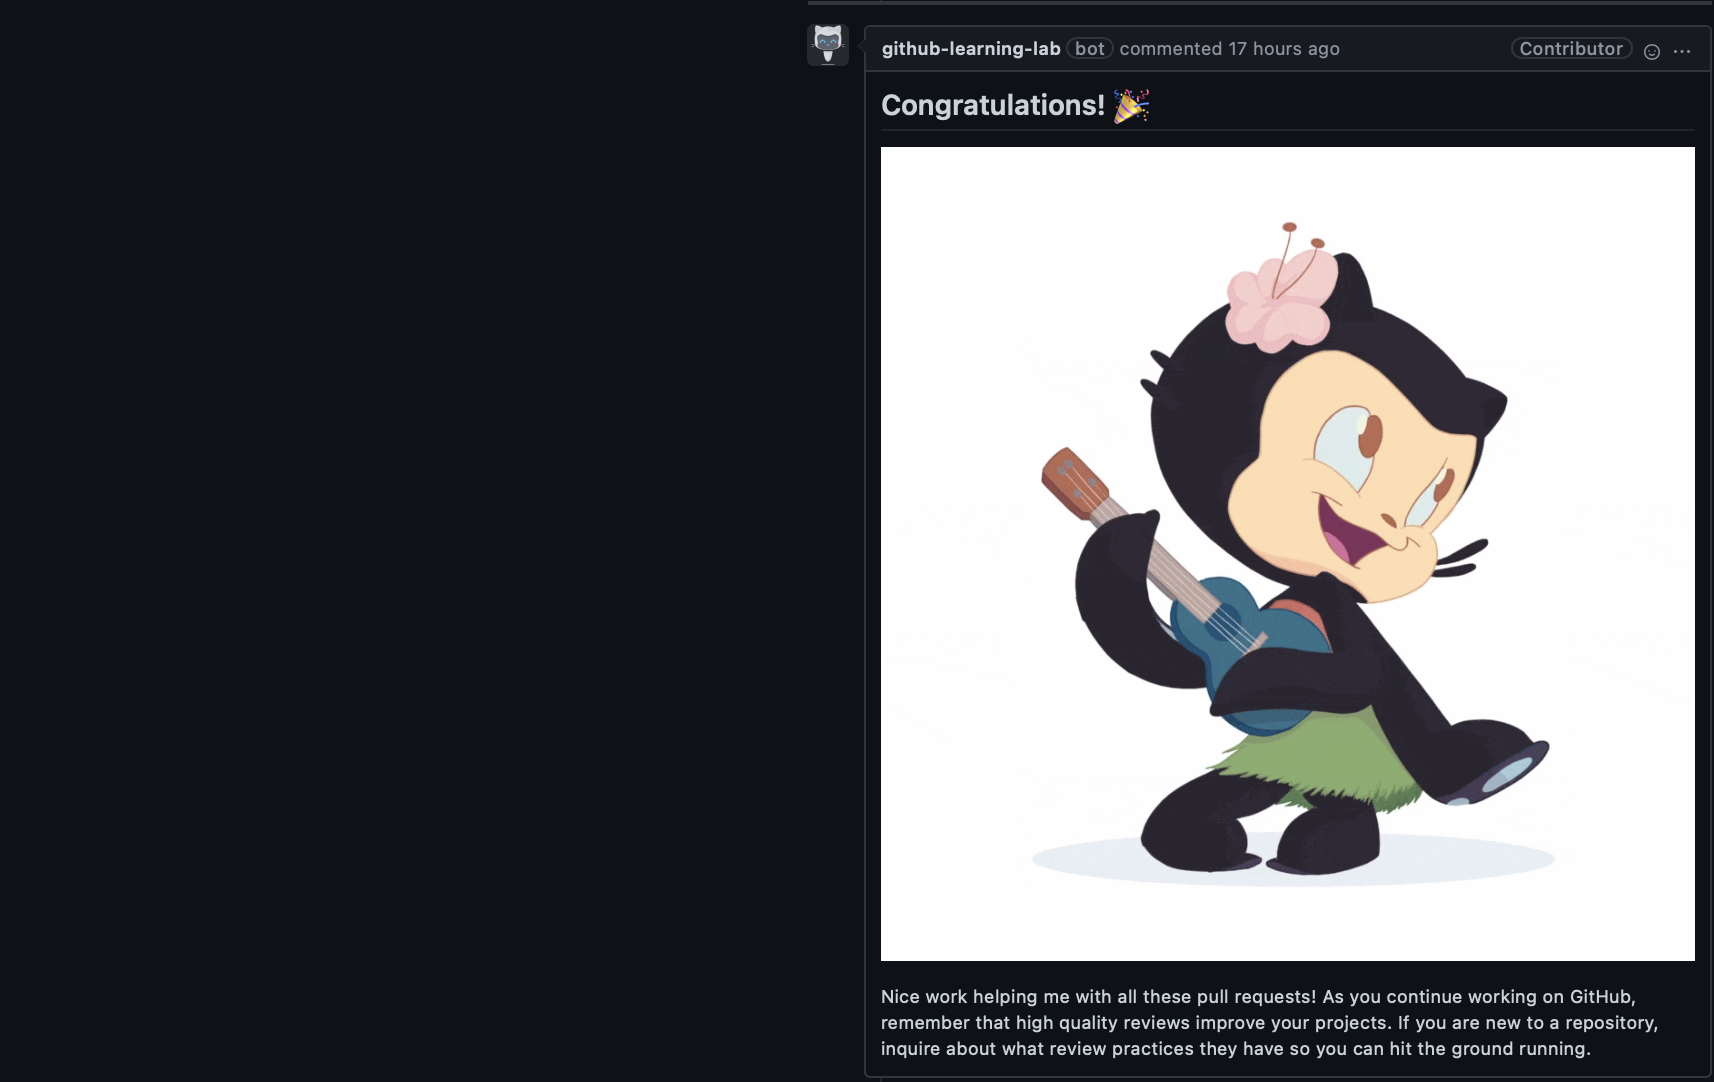 github-learning-lab bot commented 17 hours ago Contributor
Congratulations! 🎉
Nice work helping me with all these pull requests! As you continue working on GitHub,
remember that high quality reviews improve your projects. If you are new to a repository,
inquire about what review practices they have so you can hit the ground running.